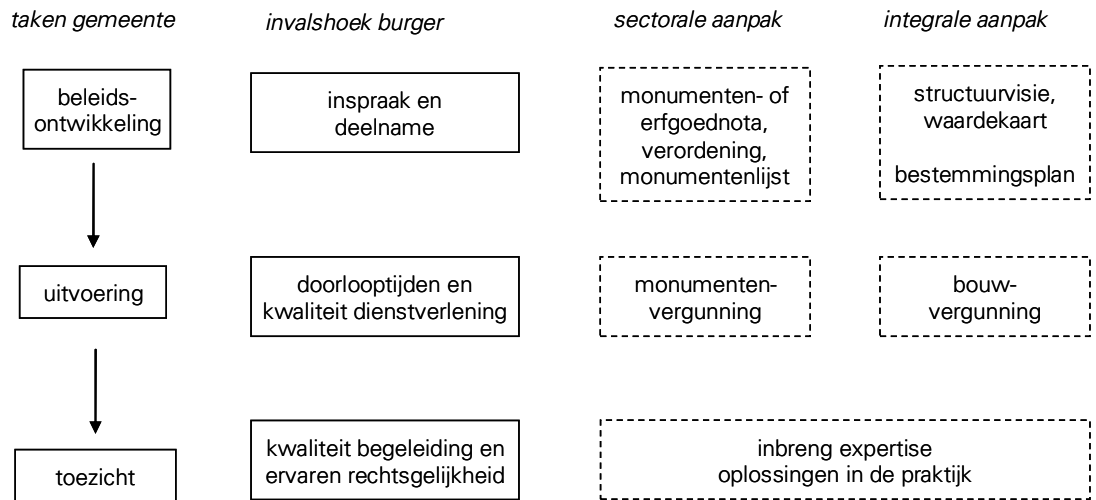 taken gemeente
invalshoek burger
sectorale aanpak
integrale aanpak
beleids-
ontwikkeling
inspraak en
deelname
monumenten- of
erfgoednota,
verordening,
monumentenlijst
structuurvisie,
waardekaart
bestemmingsplan
uitvoering
doorlooptijden en
kwaliteit dienstverlening
monumenten-
vergunning
bouw-
vergunning
toezicht
kwaliteit begeleiding en
ervaren rechtsgelijkheid
inbreng expertise
oplossingen in de praktijk